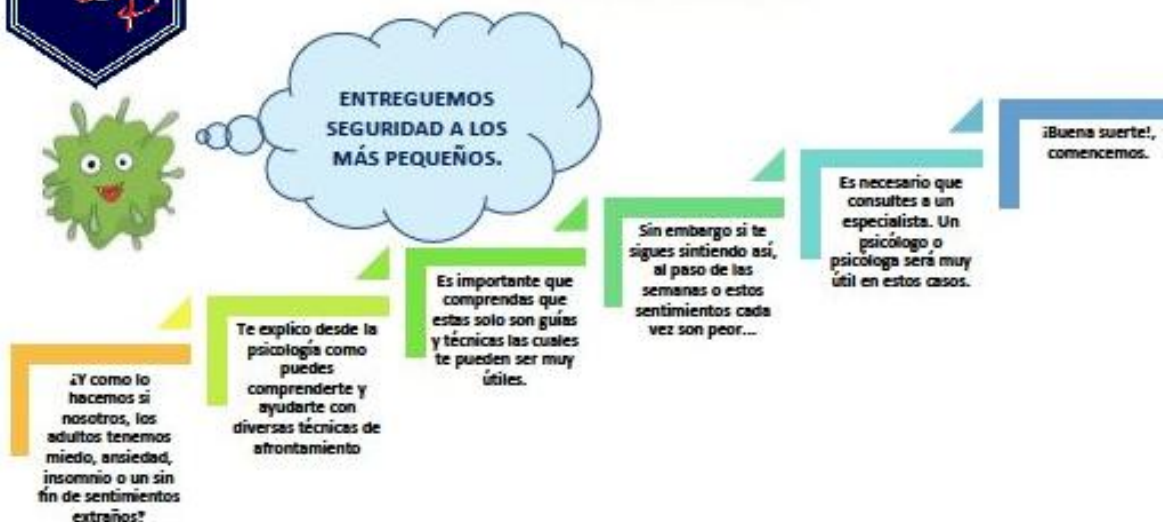 ENTREGUEMOS
SEGURIDAD A LOS
MÁS PEQUEÑOS.
¿Y como lo
hacemos si
nosotros, los
adultos tenemos
miedo, ansiedad,
insomnio o un sin
fin de sentimientos
extraños?
Te explico desde la
psicología como
puedes
comprenderte y
ayudarte con
diversas técnicas de
afrontamiento
Es importante que
comprendas que
estas solo son guías
y técnicas las cuales
te pueden ser muy
útiles.
Sin embargo si te
sigues sintiendo así,
al paso de las
semanas o estos
sentimientos cada
vez son peor...
Es necesario que
consultes a un
especialista. Un
psicólogo o
psicóloga será muy
útil en estos casos.
¡Buena suerte!,
comencemos.